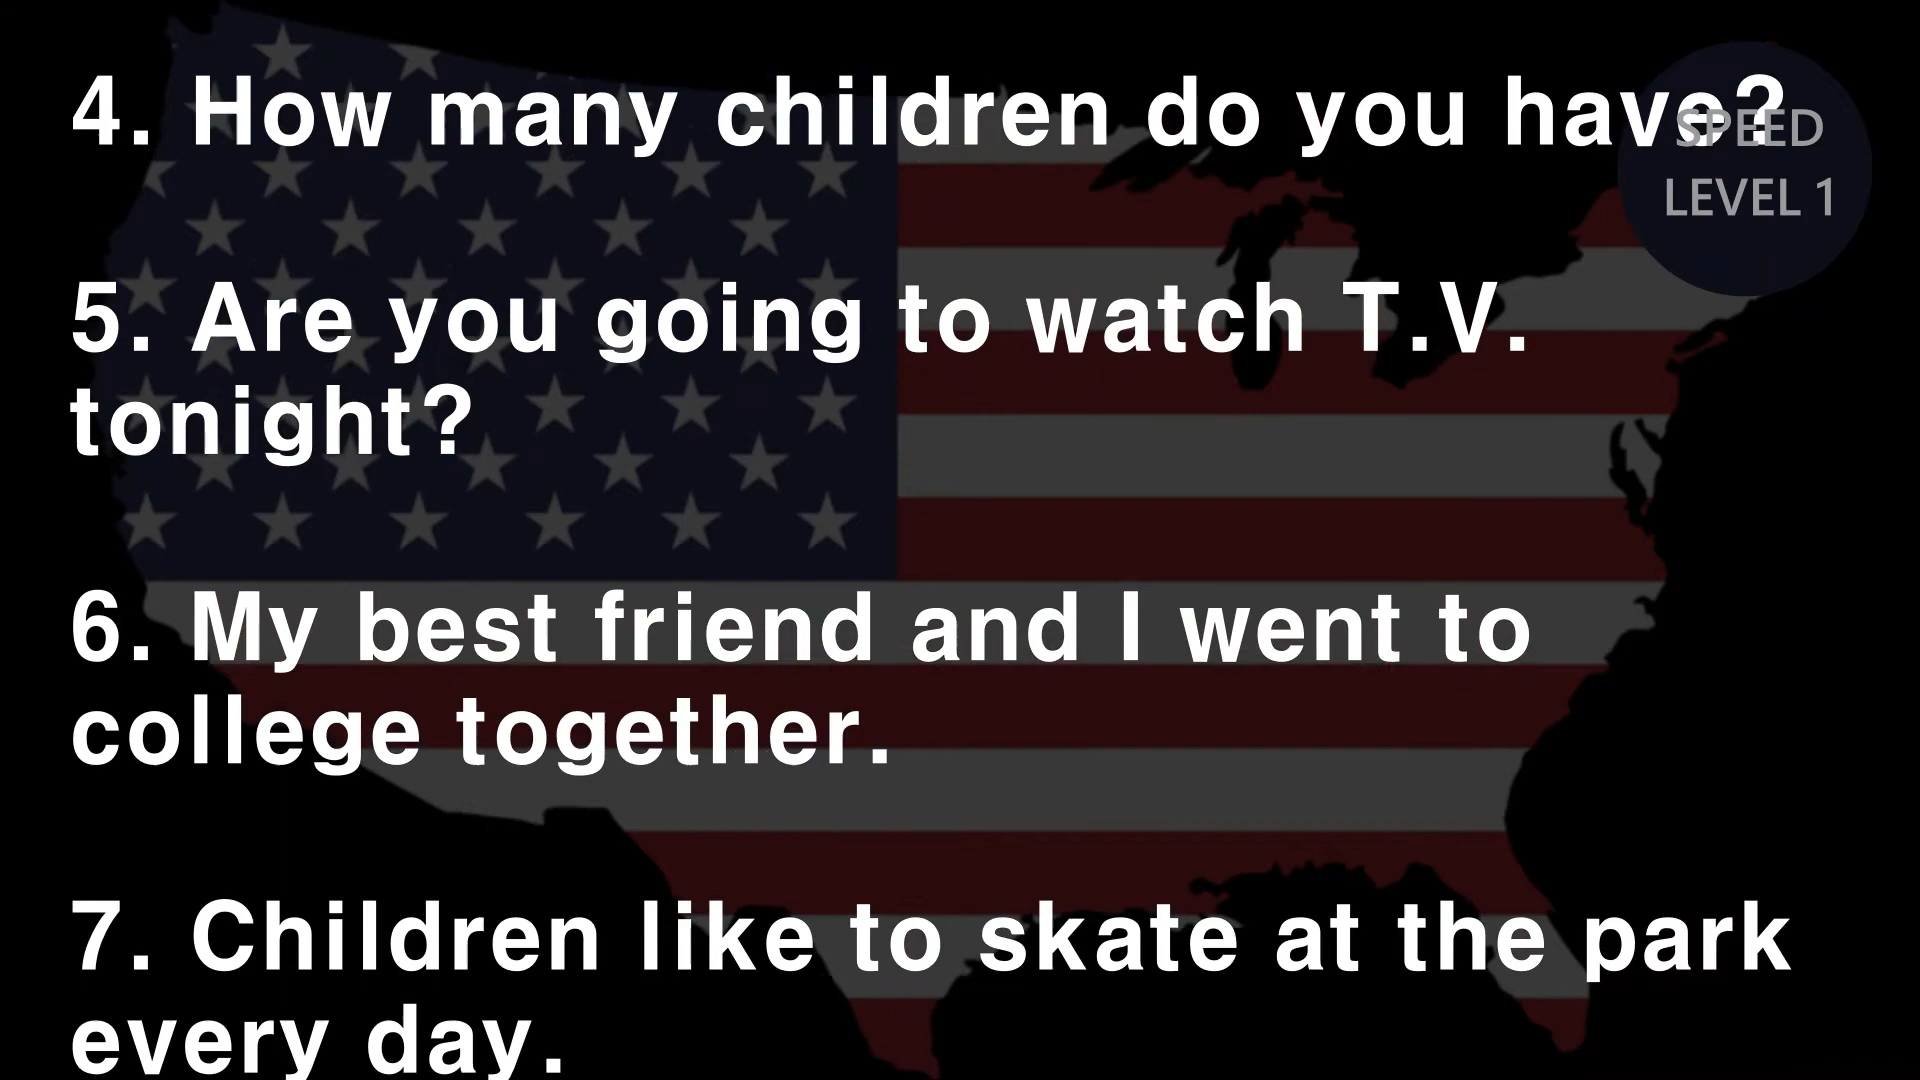 4. How many children do you have?
SPEED
LEVEL 1
5. Are you going to watch T.V.
tonight?
6. My best friend and I went to
college together.
7. Children like to skate at the park
every day.